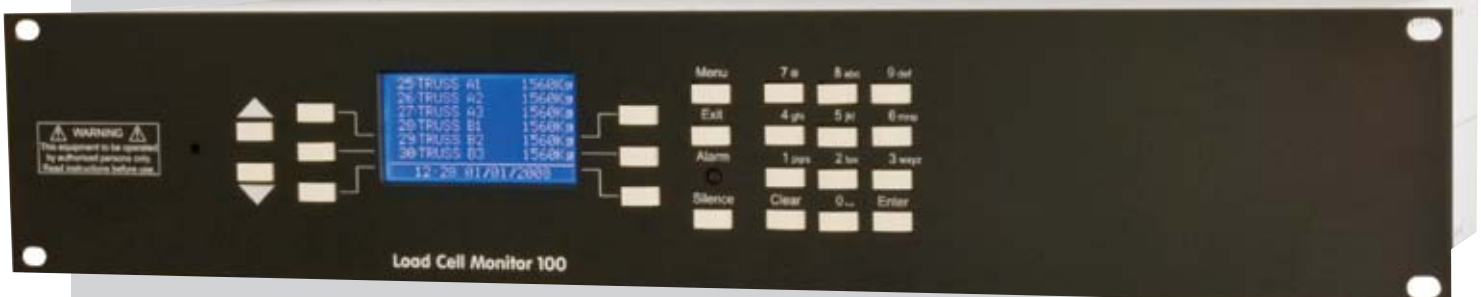 ⚠ WARNING ⚠
This equipment to be operated
by authorised persons only.
Read instructions before use.
25 TRUSS A1 1560Kg
26 TRUSS A2 1560Kg
27 TRUSS A3 1560Kg
28 TRUSS B1 1560Kg
29 TRUSS B2 1560Kg
30 TRUSS B3 1560Kg
12:28 01/01/2008
Load Cell Monitor 100
Menu 7 8 abc 9 def
Exit 4 ghi 5 jkl 6 mno
Alarm 1 pqrs 2 tuv 3 wxyz
Silence Clear 0 Enter